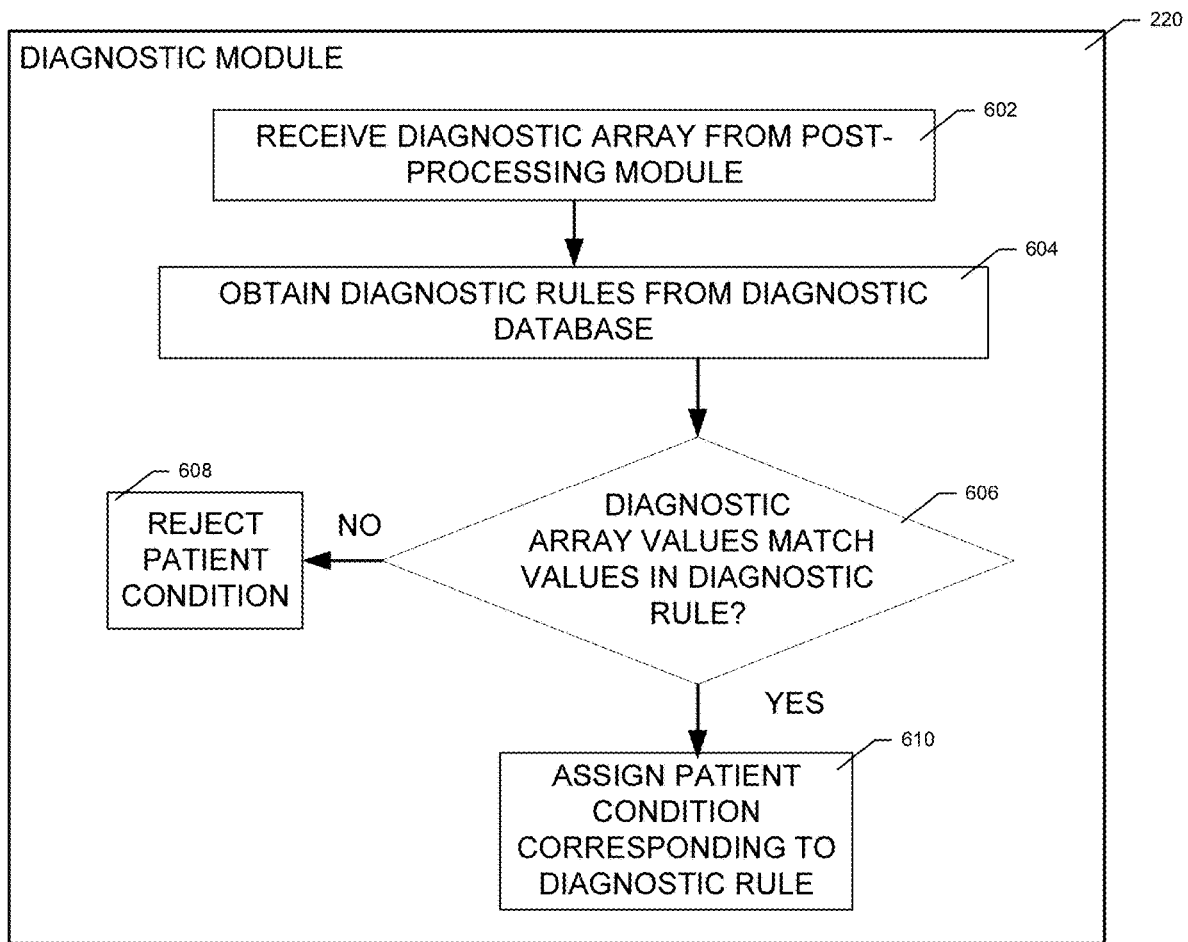 220
DIAGNOSTIC MODULE
602
RECEIVE DIAGNOSTIC ARRAY FROM POST-
PROCESSING MODULE
604
OBTAIN DIAGNOSTIC RULES FROM DIAGNOSTIC
DATABASE
606
DIAGNOSTIC
ARRAY VALUES MATCH
VALUES IN DIAGNOSTIC
RULE?
608
NO
REJECT
PATIENT
CONDITION
YES
610
ASSIGN PATIENT
CONDITION
CORRESPONDING TO
DIAGNOSTIC RULE